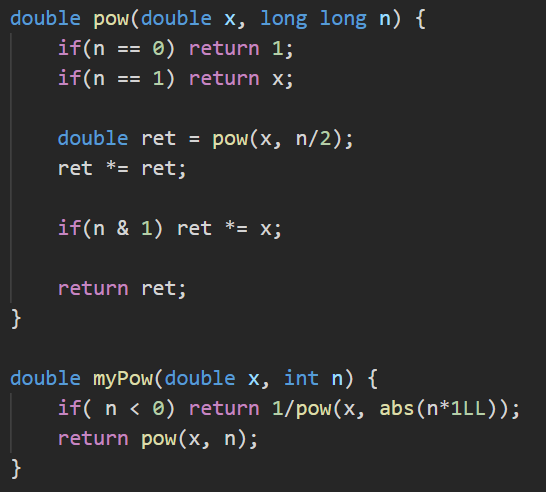 double pow(double x, long long n) {
    if(n == 0) return 1;
    if(n == 1) return x;

    double ret = pow(x, n/2);
    ret *= ret;

    if(n & 1) ret *= x;

    return ret;
}

double myPow(double x, int n) {
    if( n < 0) return 1/pow(x, abs(n*1LL));
    return pow(x, n);
}